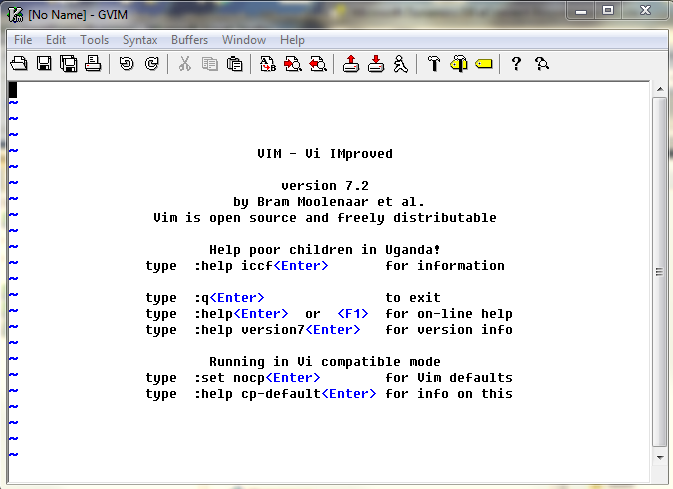 [No Name] - GVIM
File Edit Tools Syntax Buffers Window Help
~
~
~
~
VIM - Vi IMproved
~
~
version 7.2
~
by Bram Moolenaar et al.
~
Vim is open source and freely distributable
~
~
Help poor children in Uganda!
~
type :help iccf<Enter> for information
~
~
type :q<Enter> to exit
~
type :help<Enter> or <F1> for on-line help
~
type :help version7<Enter> for version info
~
~
Running in Vi compatible mode
~
type :set nocp<Enter> for Vim defaults
~
type :help cp-default<Enter> for info on this
~
~
~
~